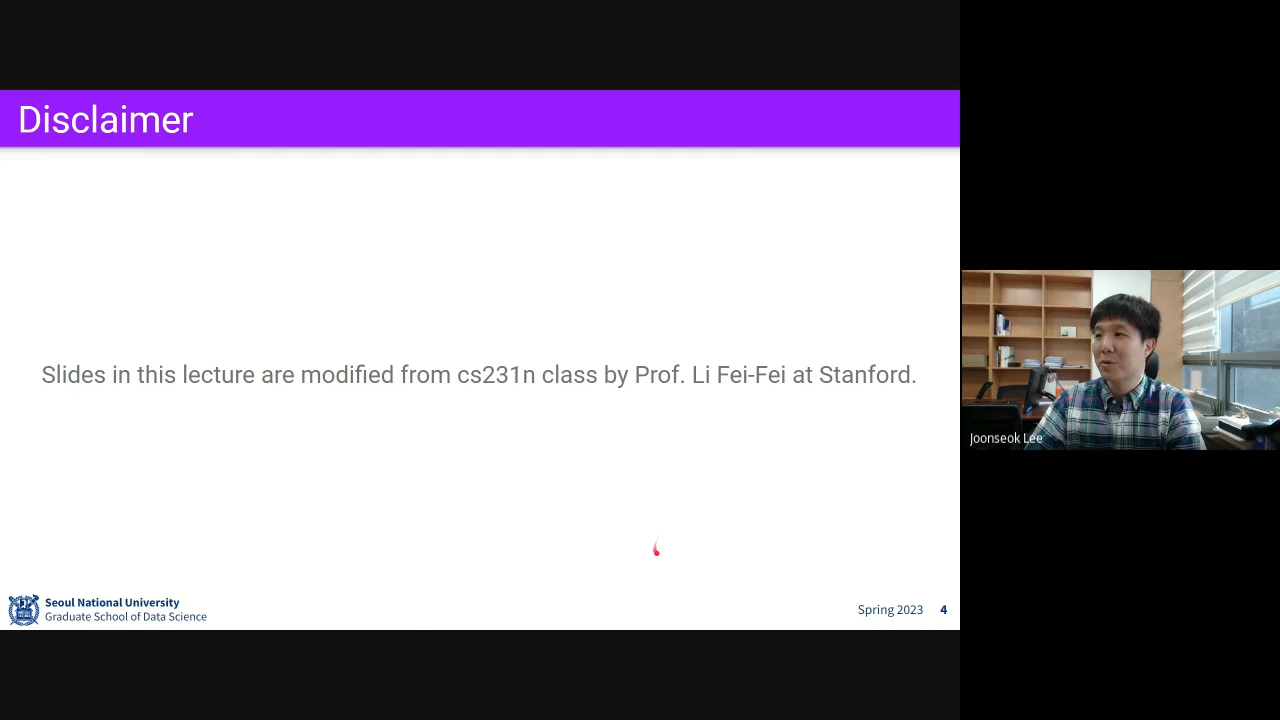 Disclaimer
Slides in this lecture are modified from cs231n class by Prof. Li Fei-Fei at Stanford.
Joonseok Lee
Seoul National University
Graduate School of Data Science
Spring 2023 4